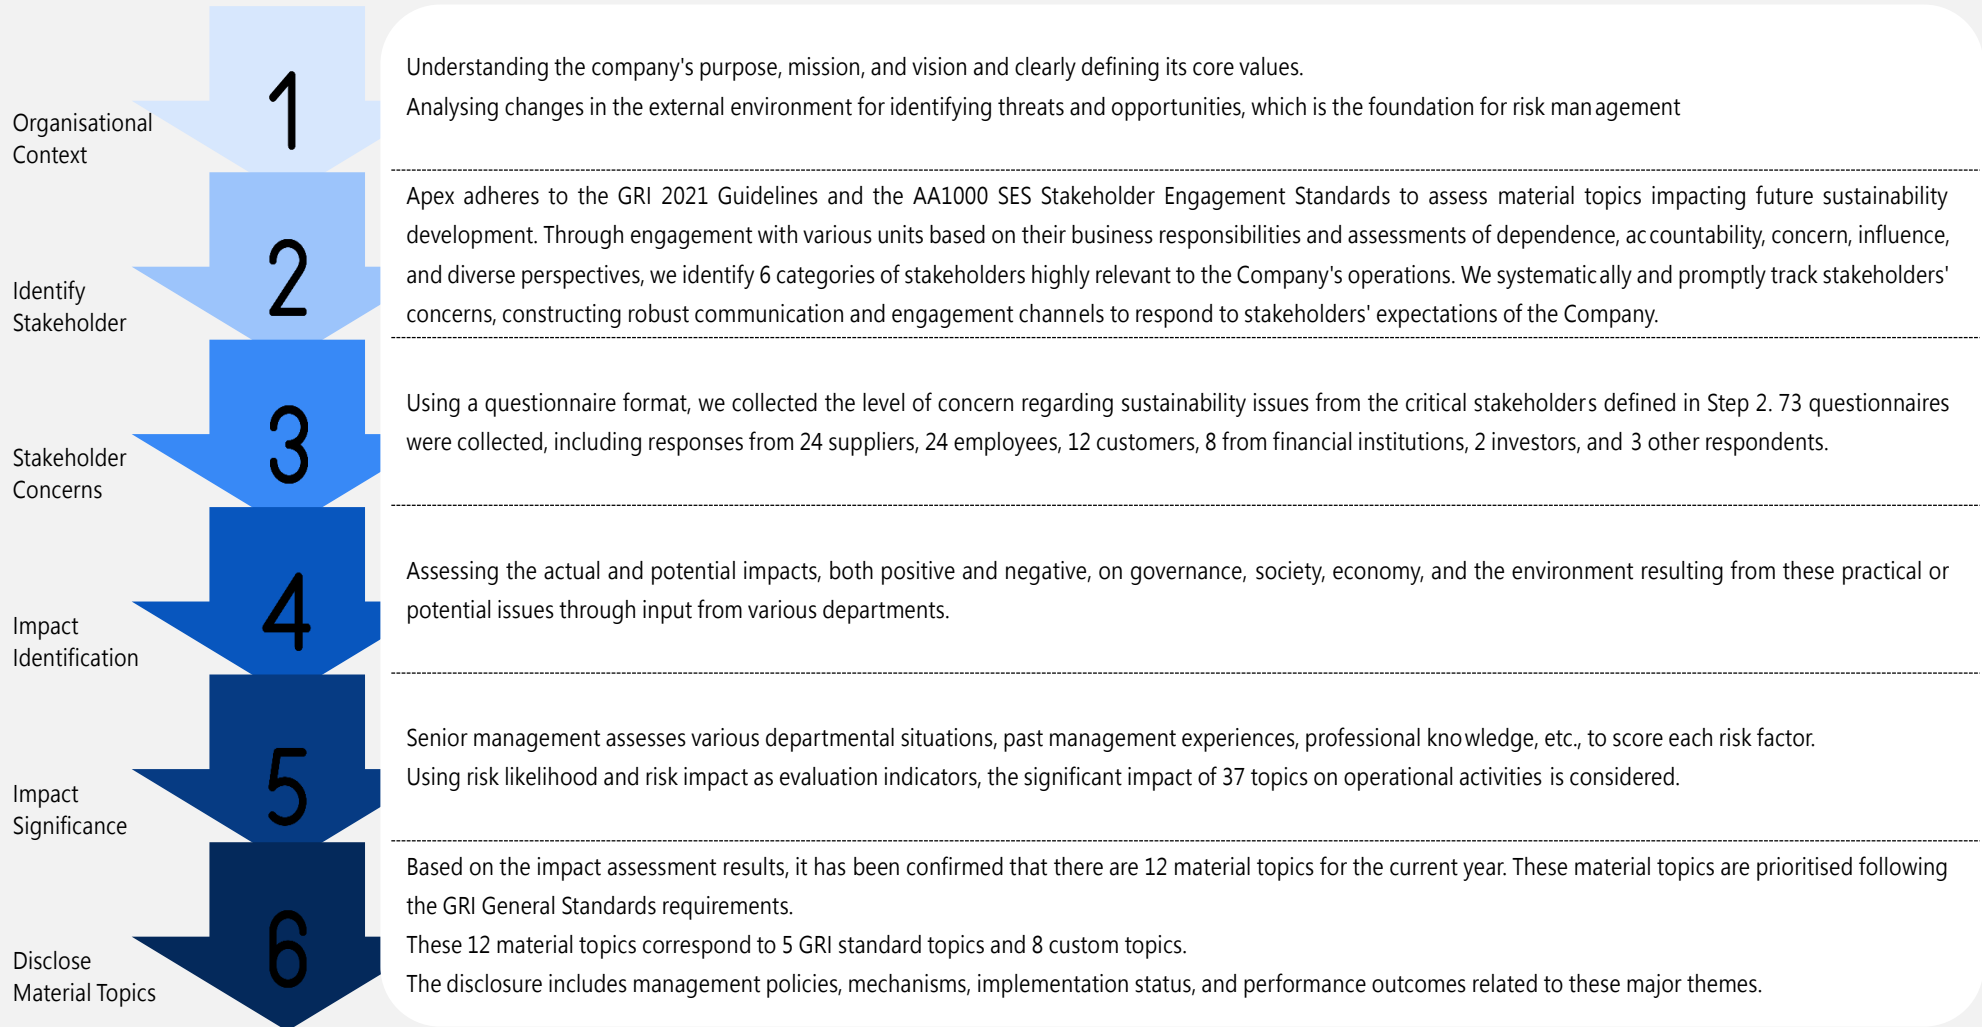 1
Organisational
Context
Understanding the company's purpose, mission, and vision and clearly defining its core values.
Analysing changes in the external environment for identifying threats and opportunities, which is the foundation for risk management
2
Identify
Stakeholder
Apex adheres to the GRI 2021 Guidelines and the AA1000 SES Stakeholder Engagement Standards to assess material topics impacting future sustainability
development. Through engagement with various units based on their business responsibilities and assessments of dependence, accountability, concern, influence,
and diverse perspectives, we identify 6 categories of stakeholders highly relevant to the Company's operations. We systematically and promptly track stakeholders'
concerns, constructing robust communication and engagement channels to respond to stakeholders' expectations of the Company.
3
Stakeholder
Concerns
Using a questionnaire format, we collected the level of concern regarding sustainability issues from the critical stakeholders defined in Step 2. 73 questionnaires
were collected, including responses from 24 suppliers, 24 employees, 12 customers, 8 from financial institutions, 2 investors, and 3 other respondents.
4
Impact
Identification
Assessing the actual and potential impacts, both positive and negative, on governance, society, economy, and the environment resulting from these practical or
potential issues through input from various departments.
5
Impact
Significance
Senior management assesses various departmental situations, past management experiences, professional knowledge, etc., to score each risk factor.
Using risk likelihood and risk impact as evaluation indicators, the significant impact of 37 topics on operational activities is considered.
6
Disclose
Material Topics
Based on the impact assessment results, it has been confirmed that there are 12 material topics for the current year. These material topics are prioritised following
the GRI General Standards requirements.
These 12 material topics correspond to 5 GRI standard topics and 8 custom topics.
The disclosure includes management policies, mechanisms, implementation status, and performance outcomes related to these major themes.